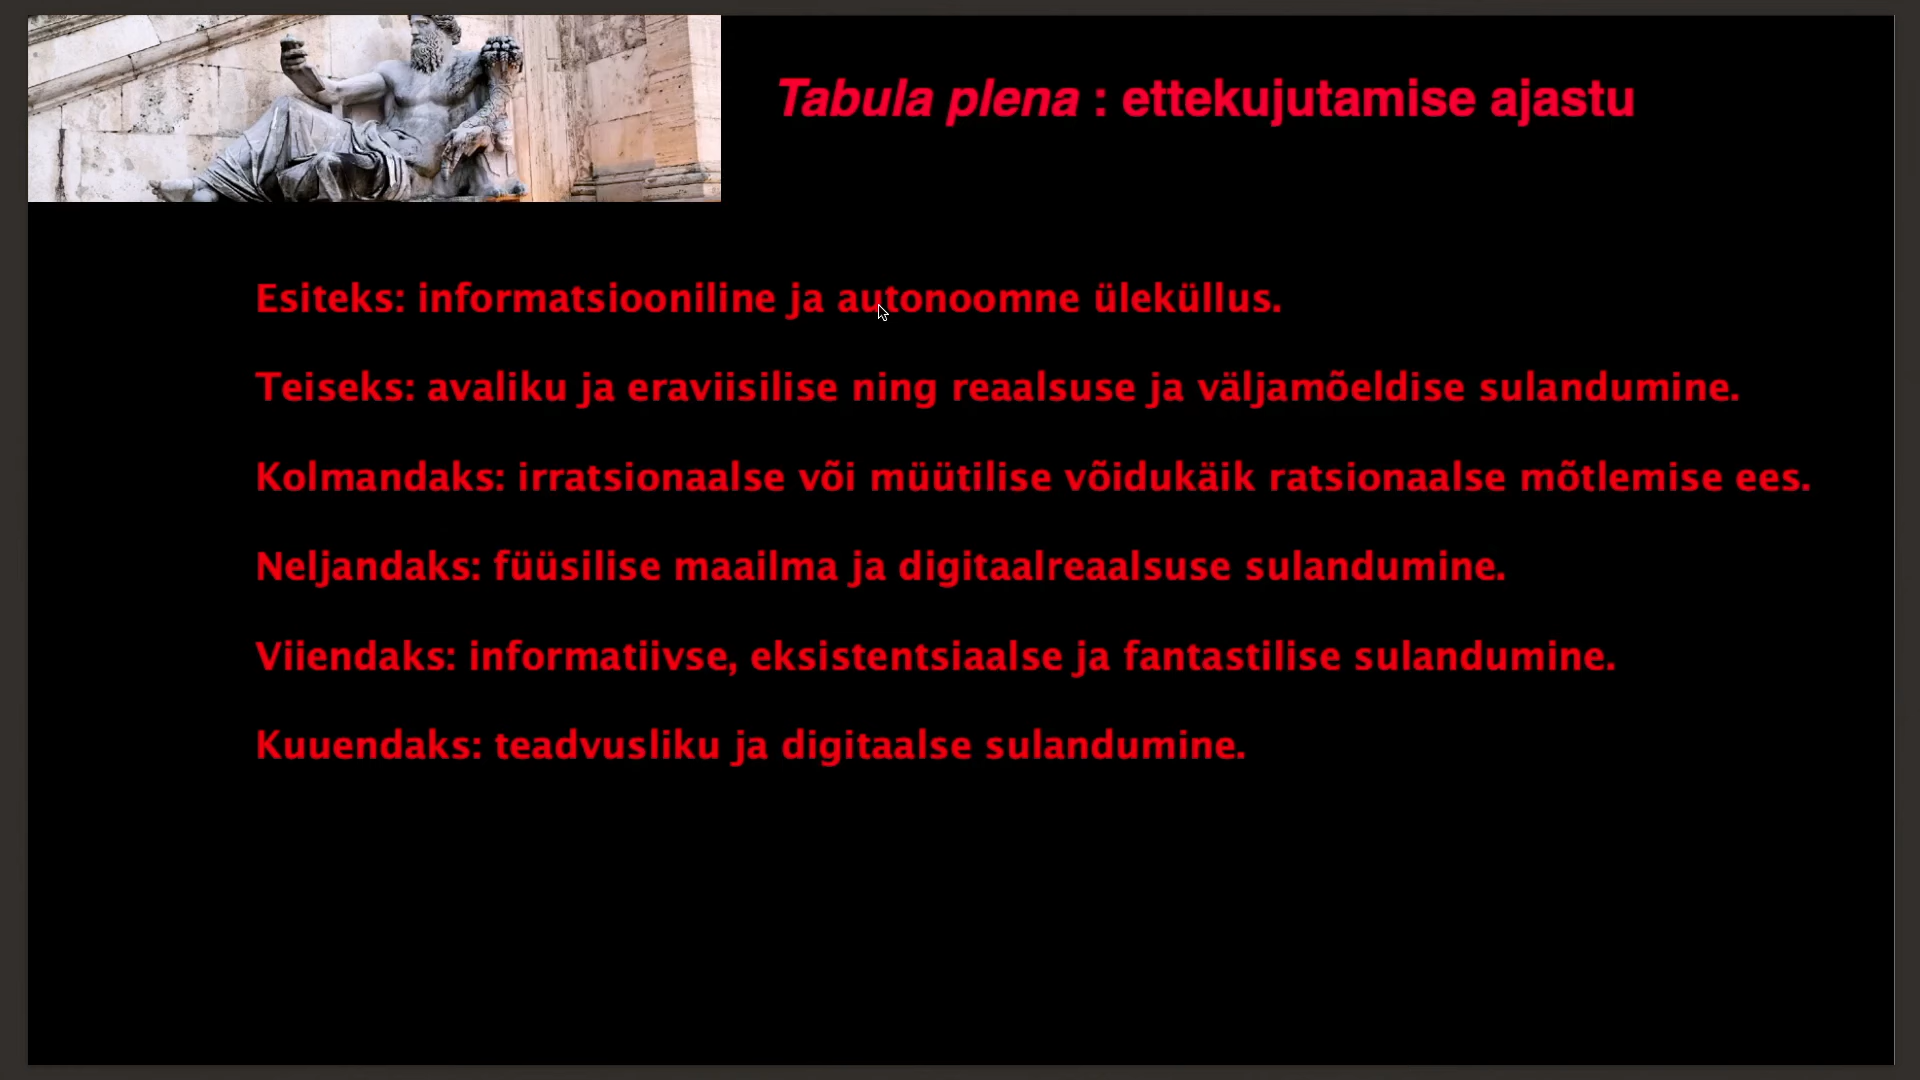 Tabula plena : ettekujutamise ajastu
Esiteks: informatsiooniline ja autonoomne üleküllus.
Teiseks: avaliku ja eraviisilise ning reaalsuse ja väljamõeldise sulandumine.
Kolmandaks: irratsionaalse või müütilise võidukäik ratsionaalse mõtlemise ees.
Neljandaks: füüsilise maailma ja digitaalreaalsuse sulandumine.
Viiendaks: informatiivse, eksistentsiaalse ja fantastilise sulandumine.
Kuuendaks: teadvusliku ja digitaalse sulandumine.